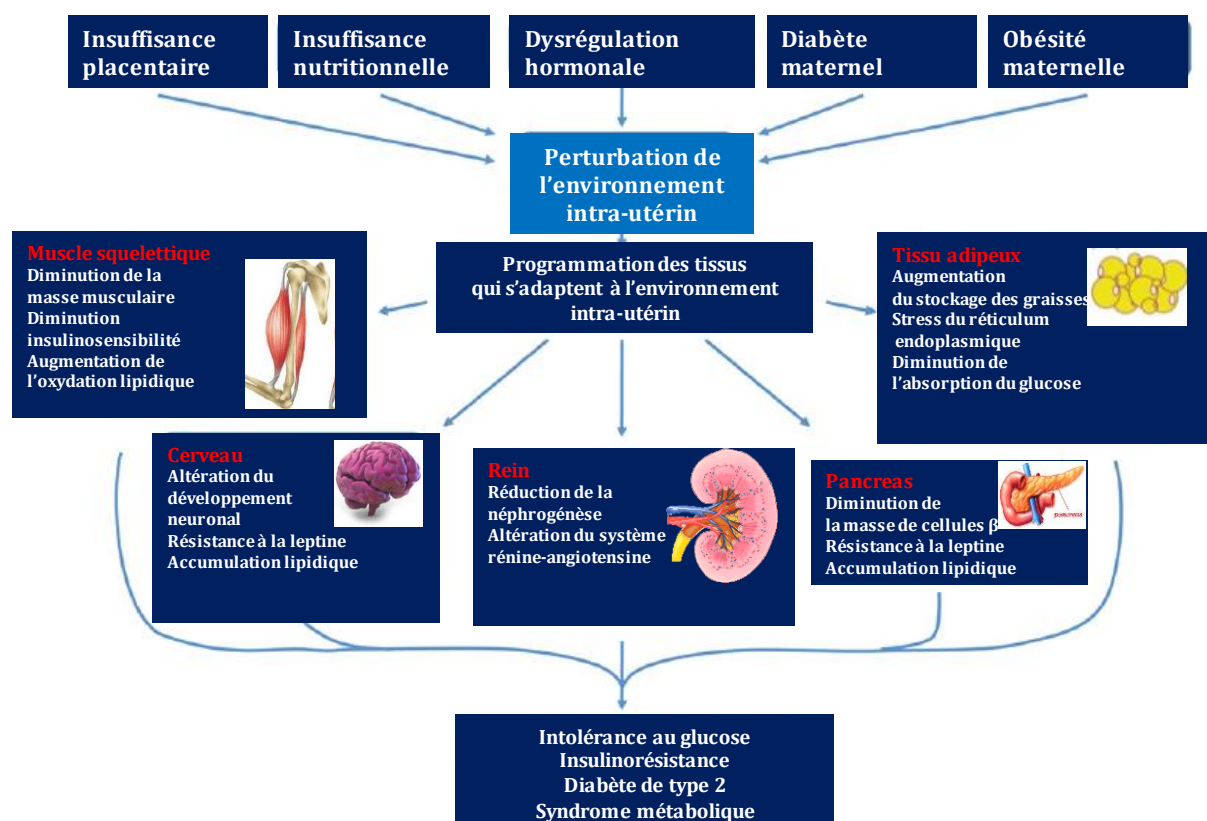 Insuffisance
placentaire
Insuffisance
nutritionnelle
Dysrégulation
hormonale
Diabète
maternel
Obésité
maternelle
Perturbation de
l’environnement
intra-utérin
Programmation des tissus
qui s’adaptent à l’environnement
intra-utérin
Muscle squelettique
Diminution de la
masse musculaire
Diminution
insulinosensibilité
Augmentation de
l’oxydation lipidique
Tissu adipeux
Augmentation
du stockage des graisses
Stress du réticulum
endoplasmique
Diminution de
l’absorption du glucose
Cerveau
Altération du
développement
neuronal
Résistance à la leptine
Accumulation lipidique
Rein
Réduction de la
néphrogénèse
Altération du système
rénine-angiotensine
Pancreas
Diminution de
la masse de cellules β
Résistance à la leptine
Accumulation lipidique
pancreas
Intolérance au glucose
Insulinorésistance
Diabète de type 2
Syndrome métabolique